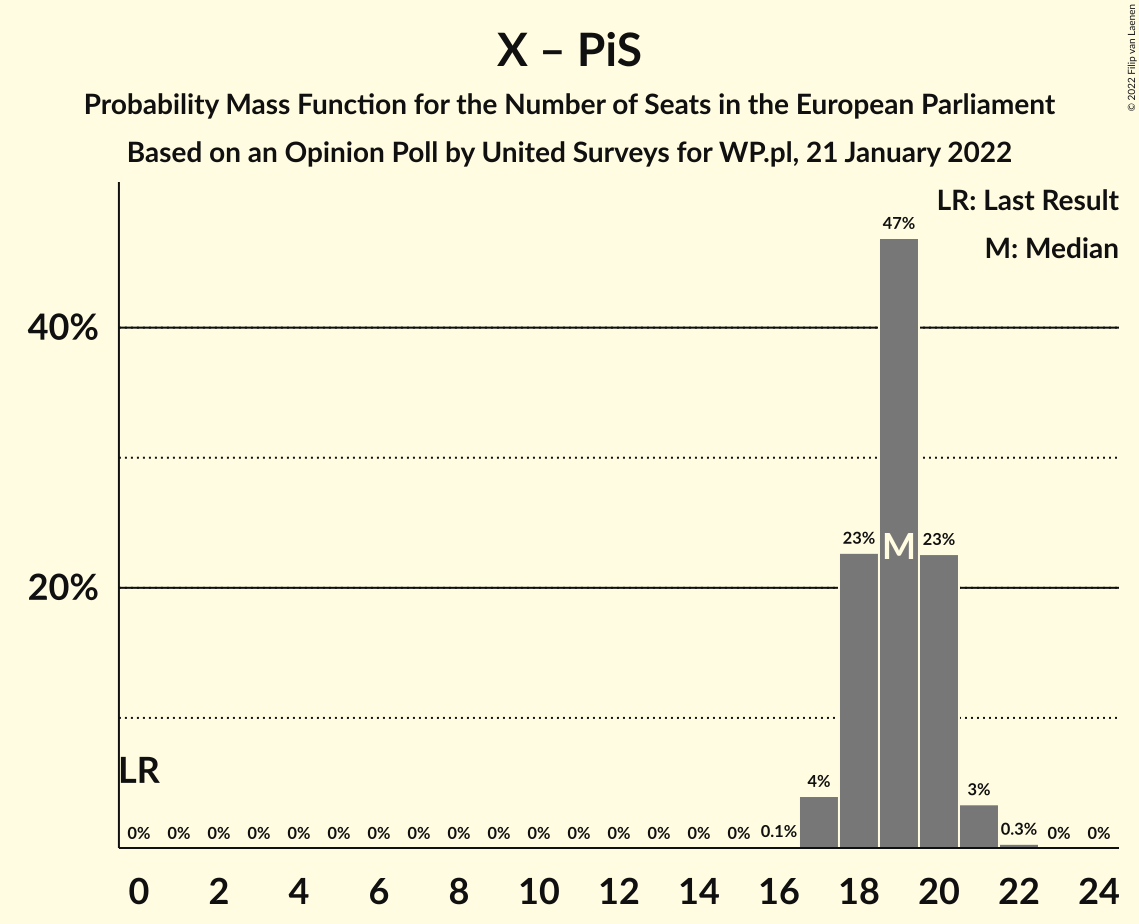 X – PiS
Probability Mass Function for the Number of Seats in the European Parliament
Based on an Opinion Poll by United Surveys for WP.pl, 21 January 2022
© 2022 Filip van Laenen
LR: Last Result
M: Median
40%
20%
47%
23%
M
23%
LR
4%
3%
0% 0% 0% 0% 0% 0% 0% 0% 0% 0% 0% 0% 0% 0% 0% 0% 0.1% 0.3% 0% 0%
0 2 4 6 8 10 12 14 16 18 20 22 24